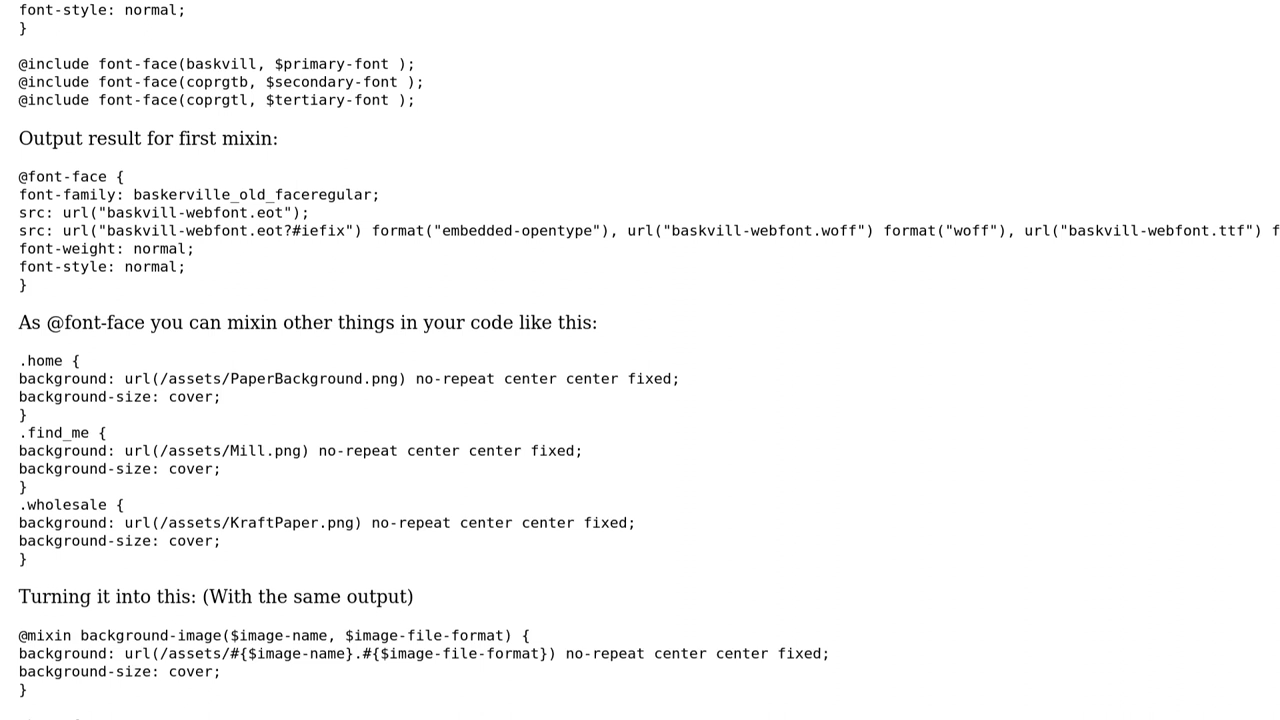 font-style: normal;
}
@include font-face(baskvill, $primary-font );
@include font-face(coprgtb, $secondary-font );
@include font-face(coprgtl, $tertiary-font );
Output result for first mixin:
@font-face {
font-family: baskerville_old_faceregular;
src: url("baskvill-webfont.eot");
src: url("baskvill-webfont.eot?#iefix") format("embedded-opentype"), url("baskvill-webfont.woff") format("woff"), url("baskvill-webfont.ttf") f
font-weight: normal;
font-style: normal;
}
As @font-face you can mixin other things in your code like this:
.home {
background: url(/assets/PaperBackground.png) no-repeat center center fixed;
background-size: cover;
}
.find_me {
background: url(/assets/Mill.png) no-repeat center center fixed;
background-size: cover;
}
.wholesale {
background: url(/assets/KraftPaper.png) no-repeat center center fixed;
background-size: cover;
}
Turning it into this: (With the same output)
@mixin background-image($image-name, $image-file-format) {
background: url(/assets/#{$image-name}.#{$image-file-format}) no-repeat center center fixed;
background-size: cover;
}